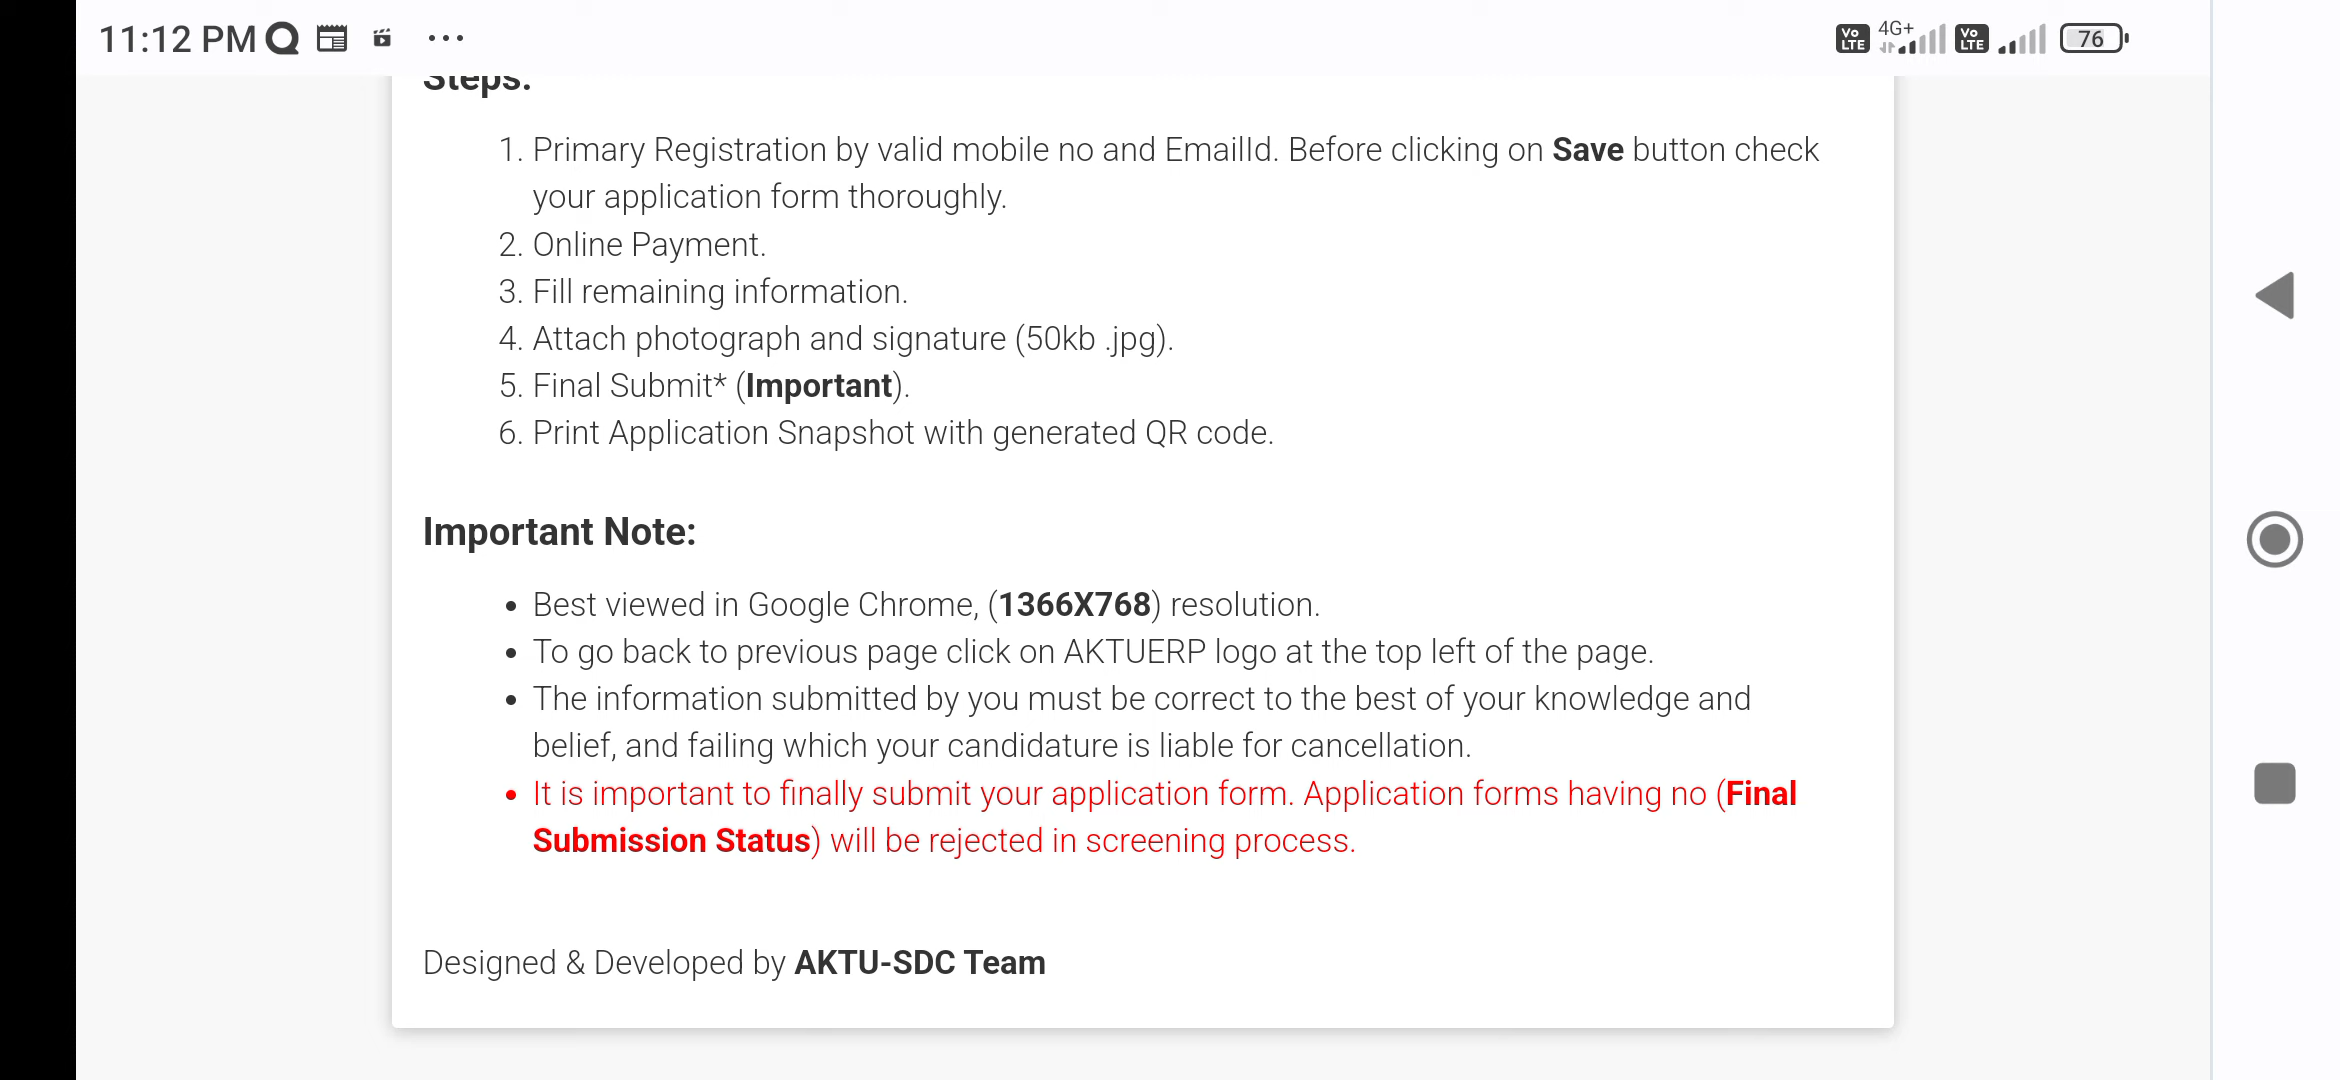 11:12 PM
Vo LTE 4G+ Vo LTE 76
Steps:
1. Primary Registration by valid mobile no and EmailId. Before clicking on Save button check
your application form thoroughly.
2. Online Payment.
3. Fill remaining information.
4. Attach photograph and signature (50kb .jpg).
5. Final Submit* (Important).
6. Print Application Snapshot with generated QR code.
Important Note:
• Best viewed in Google Chrome, (1366X768) resolution.
• To go back to previous page click on AKTUERP logo at the top left of the page.
• The information submitted by you must be correct to the best of your knowledge and
belief, and failing which your candidature is liable for cancellation.
• It is important to finally submit your application form. Application forms having no (Final
Submission Status) will be rejected in screening process.
Designed & Developed by AKTU-SDC Team